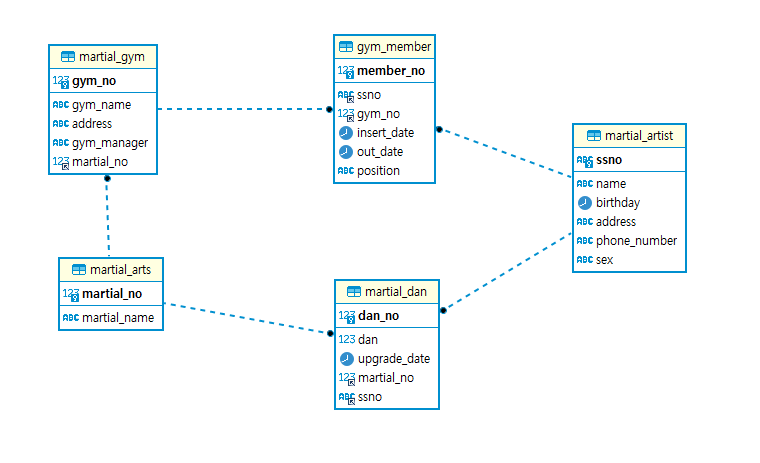 martial_gym
123 gym_no
ABC gym_name
ABC address
ABC gym_manager
123 martial_no
gym_member
123 member_no
ABC ssno
123 gym_no
insert_date
out_date
ABC position
martial_artist
ABC ssno
ABC name
birthday
ABC address
ABC phone_number
ABC sex
martial_arts
123 martial_no
ABC martial_name
martial_dan
123 dan_no
123 dan
upgrade_date
123 martial_no
ABC ssno